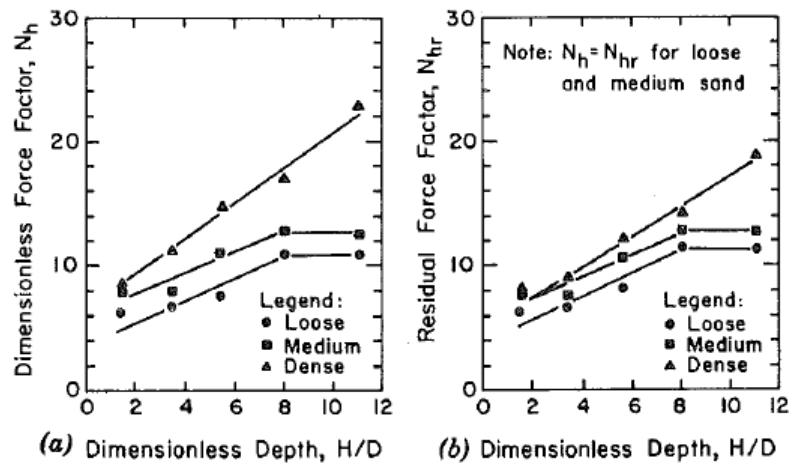 Dimensionless Force Factor, Nh
30
20
10
0
Legend:
Loose
Medium
Dense
0 2 4 6 8 10 12
(a) Dimensionless Depth, H/D
Residual Force Factor, Nhr
30
20
10
0
Note: Nh = Nhr for loose
and medium sand
Legend:
Loose
Medium
Dense
0 2 4 6 8 10 12
(b) Dimensionless Depth, H/D